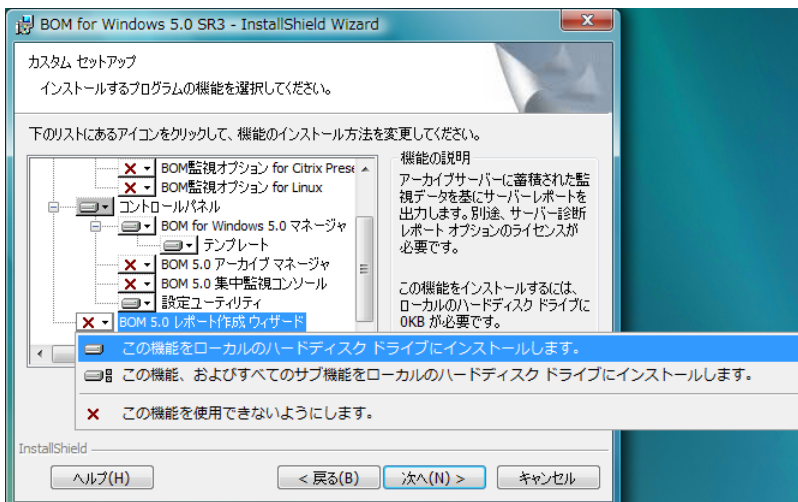 BOM for Windows 5.0 SR3 - InstallShield Wizard
カスタム セットアップ
インストールするプログラムの機能を選択してください。
下のリストにあるアイコンをクリックして、機能のインストール方法を変更してください。
BOM監視オプション for Citrix Prese
BOM監視オプション for Linux
コントロールパネル
BOM for Windows 5.0 マネージャ
テンプレート
BOM 5.0 アーカイブ マネージャ
BOM 5.0 集中監視コンソール
設定ユーティリティ
BOM 5.0 レポート作成 ウィザード
機能の説明
アーカイブサーバーに蓄積された監
視データを基にサーバーレポートを
出力します。別途、サーバー診断
レポート オプションのライセンスが
必要です。
この機能をインストールするには、
ローカルのハードディスク ドライブに
0KB が必要です。
この機能をローカルのハードディスク ドライブにインストールします。
この機能、およびすべてのサブ機能をローカルのハードディスク ドライブにインストールします。
この機能を使用できないようにします。
InstallShield
ヘルプ(H)
< 戻る(B)
次へ(N) >
キャンセル